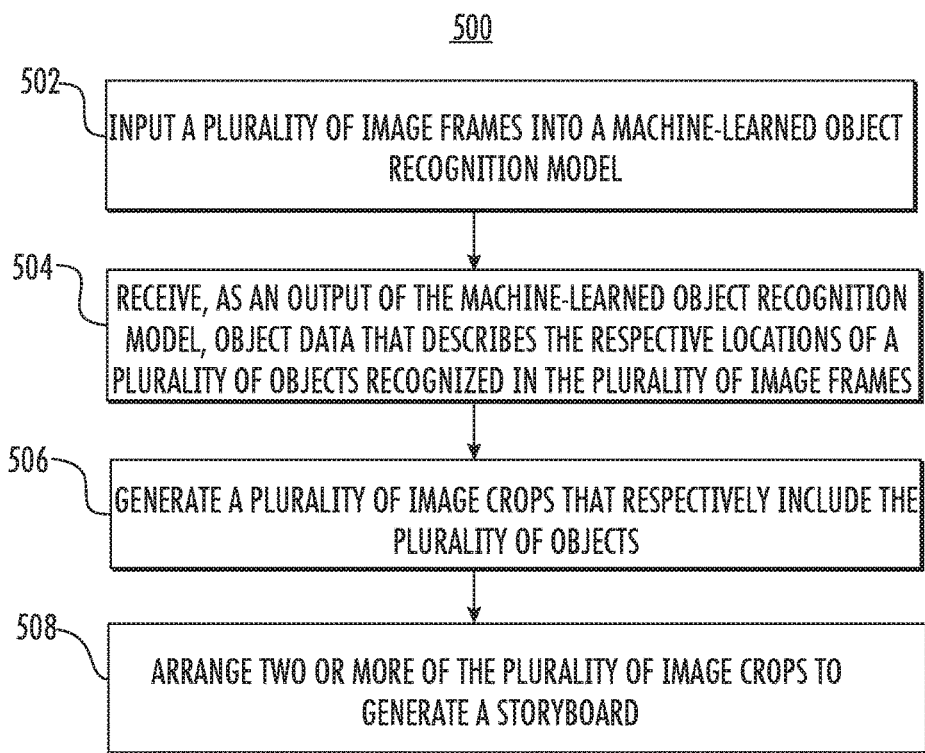 500
502
INPUT A PLURALITY OF IMAGE FRAMES INTO A MACHINE-LEARNED OBJECT
RECOGNITION MODEL
504
RECEIVE, AS AN OUTPUT OF THE MACHINE-LEARNED OBJECT RECOGNITION
MODEL, OBJECT DATA THAT DESCRIBES THE RESPECTIVE LOCATIONS OF A
PLURALITY OF OBJECTS RECOGNIZED IN THE PLURALITY OF IMAGE FRAMES
506
GENERATE A PLURALITY OF IMAGE CROPS THAT RESPECTIVELY INCLUDE THE
PLURALITY OF OBJECTS
508
ARRANGE TWO OR MORE OF THE PLURALITY OF IMAGE CROPS TO
GENERATE A STORYBOARD